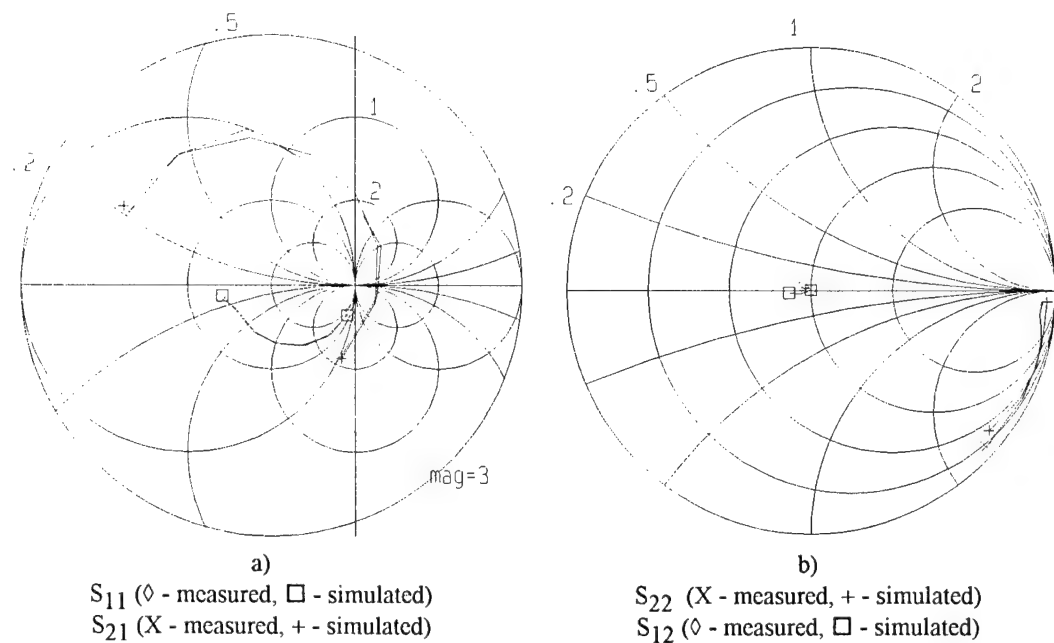 .5
1
.2
2
mag=3
1
.5
2
.2
a)
S11 (◊ - measured, □ - simulated)
S21 (X - measured, + - simulated)
b)
S22 (X - measured, + - simulated)
S12 (◊ - measured, □ - simulated)